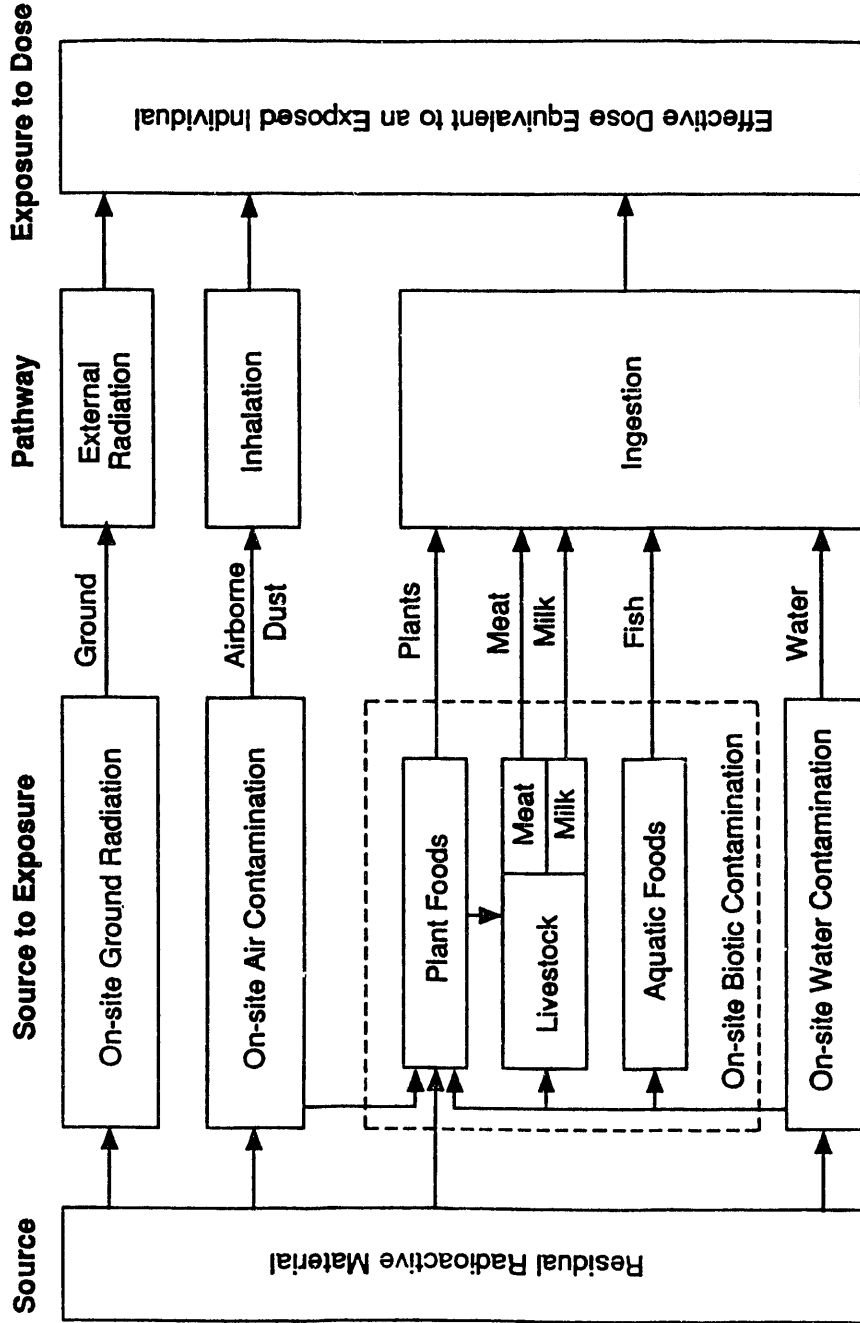 Source
Source to Exposure
Pathway
Exposure to Dose
Residual Radioactive Material
On-site Ground Radiation
Ground
External
Radiation
On-site Air Contamination
Airborne
Dust
Inhalation
Plant Foods
Plants
Livestock
Meat
Milk
Meat
Milk
Aquatic Foods
Fish
On-site Biotic Contamination
On-site Water Contamination
Water
Ingestion
Effective Dose Equivalent to an Exposed Individual